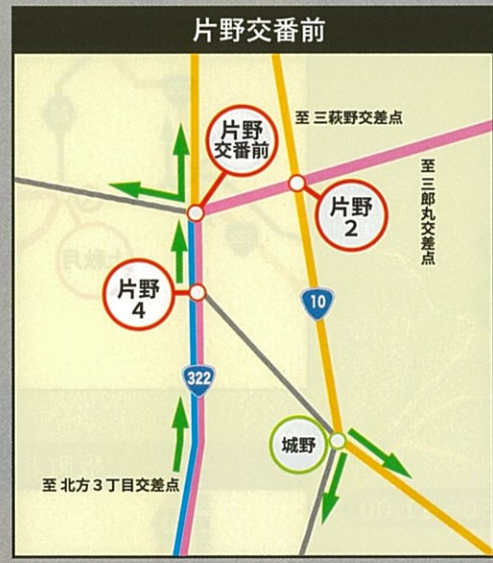 片野交番前
至 三萩野交差点
片野
交番前
至 三郎丸交差点
片野
2
片野
4
10
322
城野
至 北方3丁目交差点